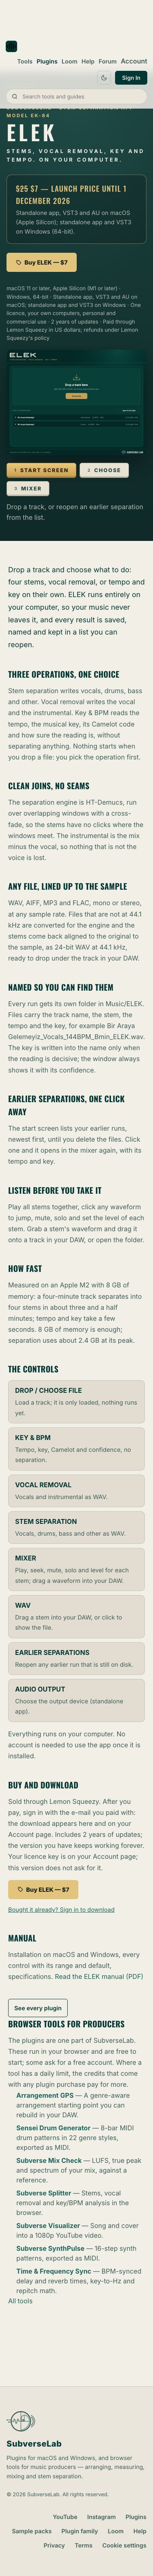 Tools Plugins Loom Help Forum Account
Sign In
Search tools and guides
MODEL EK-84
ELEK
STEMS, VOCAL REMOVAL, KEY AND
TEMPO. ON YOUR COMPUTER.
$25 $7 — LAUNCH PRICE UNTIL 1
DECEMBER 2026
Standalone app, VST3 and AU on macOS
(Apple Silicon); standalone app and VST3
on Windows (64-bit).
Buy ELEK — $7
macOS 11 or later, Apple Silicon (M1 or later) ·
Windows, 64-bit · Standalone app, VST3 and AU on
macOS; standalone app and VST3 on Windows · One
licence, your own computers, personal and
commercial use · 2 years of updates · Paid through
Lemon Squeezy in US dollars; refunds under Lemon
Squeezy's policy
ELEK
Drop a track here
1 START SCREEN
2 CHOOSE
3 MIXER
Drop a track, or reopen an earlier separation
from the list.
Drop a track and choose what to do:
four stems, vocal removal, or tempo and
key on their own. ELEK runs entirely on
your computer, so your music never
leaves it, and every result is saved,
named and kept in a list you can
reopen.
THREE OPERATIONS, ONE CHOICE
Stem separation writes vocals, drums, bass
and other. Vocal removal writes the vocal
and the instrumental. Key & BPM reads the
tempo, the musical key, its Camelot code
and how sure the reading is, without
separating anything. Nothing starts when
you drop a file: you pick the operation first.
CLEAN JOINS, NO SEAMS
The separation engine is HT-Demucs, run
over overlapping windows with a cross-
fade, so the stems have no clicks where the
windows meet. The instrumental is the mix
minus the vocal, so nothing that is not the
voice is lost.
ANY FILE, LINED UP TO THE SAMPLE
WAV, AIFF, MP3 and FLAC, mono or stereo,
at any sample rate. Files that are not at 44.1
kHz are converted for the engine and the
stems come back aligned to the original to
the sample, as 24-bit WAV at 44.1 kHz,
ready to drop under the track in your DAW.
NAMED SO YOU CAN FIND THEM
Every run gets its own folder in Music/ELEK.
Files carry the track name, the stem, the
tempo and the key, for example Bir Araya
Gelemeyiz_Vocals_144BPM_Bmin_ELEK.wav.
The key is written into the name only when
the reading is decisive; the window always
shows it with its confidence.
EARLIER SEPARATIONS, ONE CLICK
AWAY
The start screen lists your earlier runs,
newest first, until you delete the files. Click
one and it opens in the mixer again, with its
tempo and key.
LISTEN BEFORE YOU TAKE IT
Play all stems together, click any waveform
to jump, mute, solo and set the level of each
stem. Grab a stem's waveform and drag it
onto a track in your DAW, or open the folder.
HOW FAST
Measured on an Apple M2 with 8 GB of
memory: a four-minute track separates into
four stems in about three and a half
minutes; tempo and key take a few
seconds. 8 GB of memory is enough;
separation uses about 2.4 GB at its peak.
THE CONTROLS
DROP / CHOOSE FILE
Load a track; it is only loaded, nothing runs
yet.
KEY & BPM
Tempo, key, Camelot and confidence, no
separation.
VOCAL REMOVAL
Vocals and instrumental as WAV.
STEM SEPARATION
Vocals, drums, bass and other as WAV.
MIXER
Play, seek, mute, solo and level for each
stem; drag a waveform into your DAW.
WAV
Drag a stem into your DAW, or click to
show the file.
EARLIER SEPARATIONS
Reopen any earlier run that is still on disk.
AUDIO OUTPUT
Choose the output device (standalone
app).
Everything runs on your computer. No
account is needed to use the app once it is
installed.
BUY AND DOWNLOAD
Sold through Lemon Squeezy. After you
pay, sign in with the e-mail you paid with:
the download appears here and on your
Account page. Includes 2 years of updates;
the version you have keeps working forever.
Your licence key is on your Account page;
this version does not ask for it.
Buy ELEK — $7
Bought it already? Sign in to download
MANUAL
Installation on macOS and Windows, every
control with its range and default,
specifications. Read the ELEK manual (PDF)
See every plugin
BROWSER TOOLS FOR PRODUCERS
The plugins are one part of SubverseLab.
These run in your browser and are free to
start; some ask for a free account. Where a
tool has a daily limit, the credits that come
with any plugin purchase pay for more.
Arrangement GPS — A genre-aware
arrangement starting point you can
rebuild in your DAW.
Sensei Drum Generator — 8-bar MIDI
drum patterns in 22 genre styles,
exported as MIDI.
Subverse Mix Check — LUFS, true peak
and spectrum of your mix, against a
reference.
Subverse Splitter — Stems, vocal
removal and key/BPM analysis in the
browser.
Subverse Visualizer — Song and cover
into a 1080p YouTube video.
Subverse SynthPulse — 16-step synth
patterns, exported as MIDI.
Time & Frequency Sync — BPM-synced
delay and reverb times, key-to-Hz and
repitch math.
All tools
SubverseLab
Plugins for macOS and Windows, and browser
tools for music producers — arranging, measuring,
mixing and stem separation.
© 2026 SubverseLab. All rights reserved.
YouTube Instagram Plugins
Sample packs Plugin family Loom Help
Privacy Terms Cookie settings